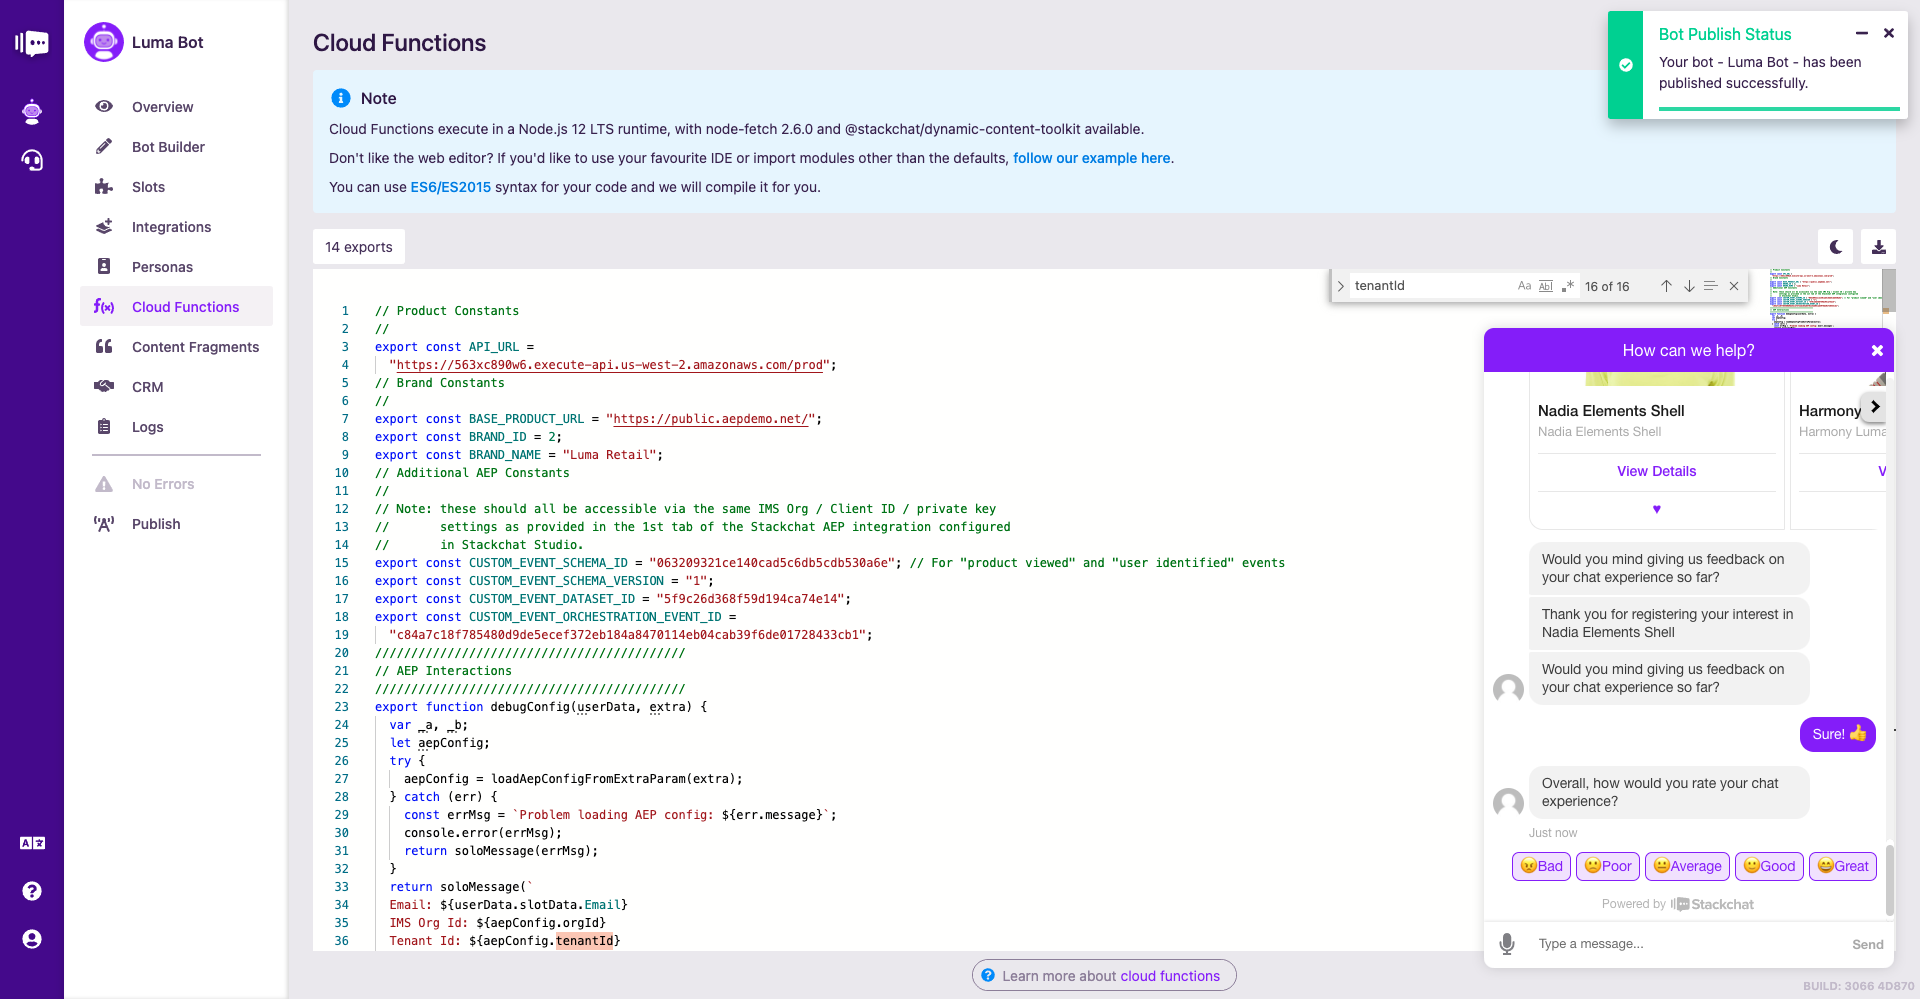 Luma Bot
Overview
Bot Builder
Slots
Integrations
Personas
Cloud Functions
Content Fragments
CRM
Logs
No Errors
Publish
Cloud Functions
Note
Cloud Functions execute in a Node.js 12 LTS runtime, with node-fetch 2.6.0 and @stackchat/dynamic-content-toolkit available.
Don't like the web editor? If you'd like to use your favourite IDE or import modules other than the defaults, follow our example here.
You can use ES6/ES2015 syntax for your code and we will compile it for you.
Bot Publish Status
Your bot - Luma Bot - has been
published successfully.
14 exports
tenantId
Aa Abl .* 16 of 16
1 // Product Constants
2 //
3 export const API_URL =
4 "https://563xc890w6.execute-api.us-west-2.amazonaws.com/prod";
5 // Brand Constants
6 //
7 export const BASE_PRODUCT_URL = "https://public.aepdemo.net/";
8 export const BRAND_ID = 2;
9 export const BRAND_NAME = "Luma Retail";
10 // Additional AEP Constants
11 //
12 // Note: these should all be accessible via the same IMS Org / Client ID / private key
13 // settings as provided in the 1st tab of the Stackchat AEP integration configured
14 // in Stackchat Studio.
15 export const CUSTOM_EVENT_SCHEMA_ID = "063209321ce140cad5c6db5cdb530a6e"; // For "product viewed" and "user identified" events
16 export const CUSTOM_EVENT_SCHEMA_VERSION = "1";
17 export const CUSTOM_EVENT_DATASET_ID = "5f9c26d368f59d194ca74e14";
18 export const CUSTOM_EVENT_ORCHESTRATION_EVENT_ID =
19 "c84a7c18f785480d9de5ecef372eb184a8470114eb04cab39f6de01728433cb1";
20 ///////////////////////////////////////////
21 // AEP Interactions
22 ///////////////////////////////////////////
23 export function debugConfig(userData, extra) {
24 var _a, _b;
25 let aepConfig;
26 try {
27 aepConfig = loadAepConfigFromExtraParam(extra);
28 } catch (err) {
29 const errMsg = `Problem loading AEP config: ${err.message}`;
30 console.error(errMsg);
31 return soloMessage(errMsg);
32 }
33 return soloMessage(`
34 Email: ${userData.slotData.Email}
35 IMS Org Id: ${aepConfig.orgId}
36 Tenant Id: ${aepConfig.tenantId}
How can we help?
Nadia Elements Shell
Nadia Elements Shell
View Details
♥
Harmony
Harmony Luma
V
Would you mind giving us feedback on
your chat experience so far?
Thank you for registering your interest in
Nadia Elements Shell
Would you mind giving us feedback on
your chat experience so far?
Sure! 👍
Overall, how would you rate your chat
experience?
Just now
Bad
Poor
Average
Good
Great
Powered by Stackchat
Type a message...
Send
Learn more about cloud functions
BUILD: 3066 4D870